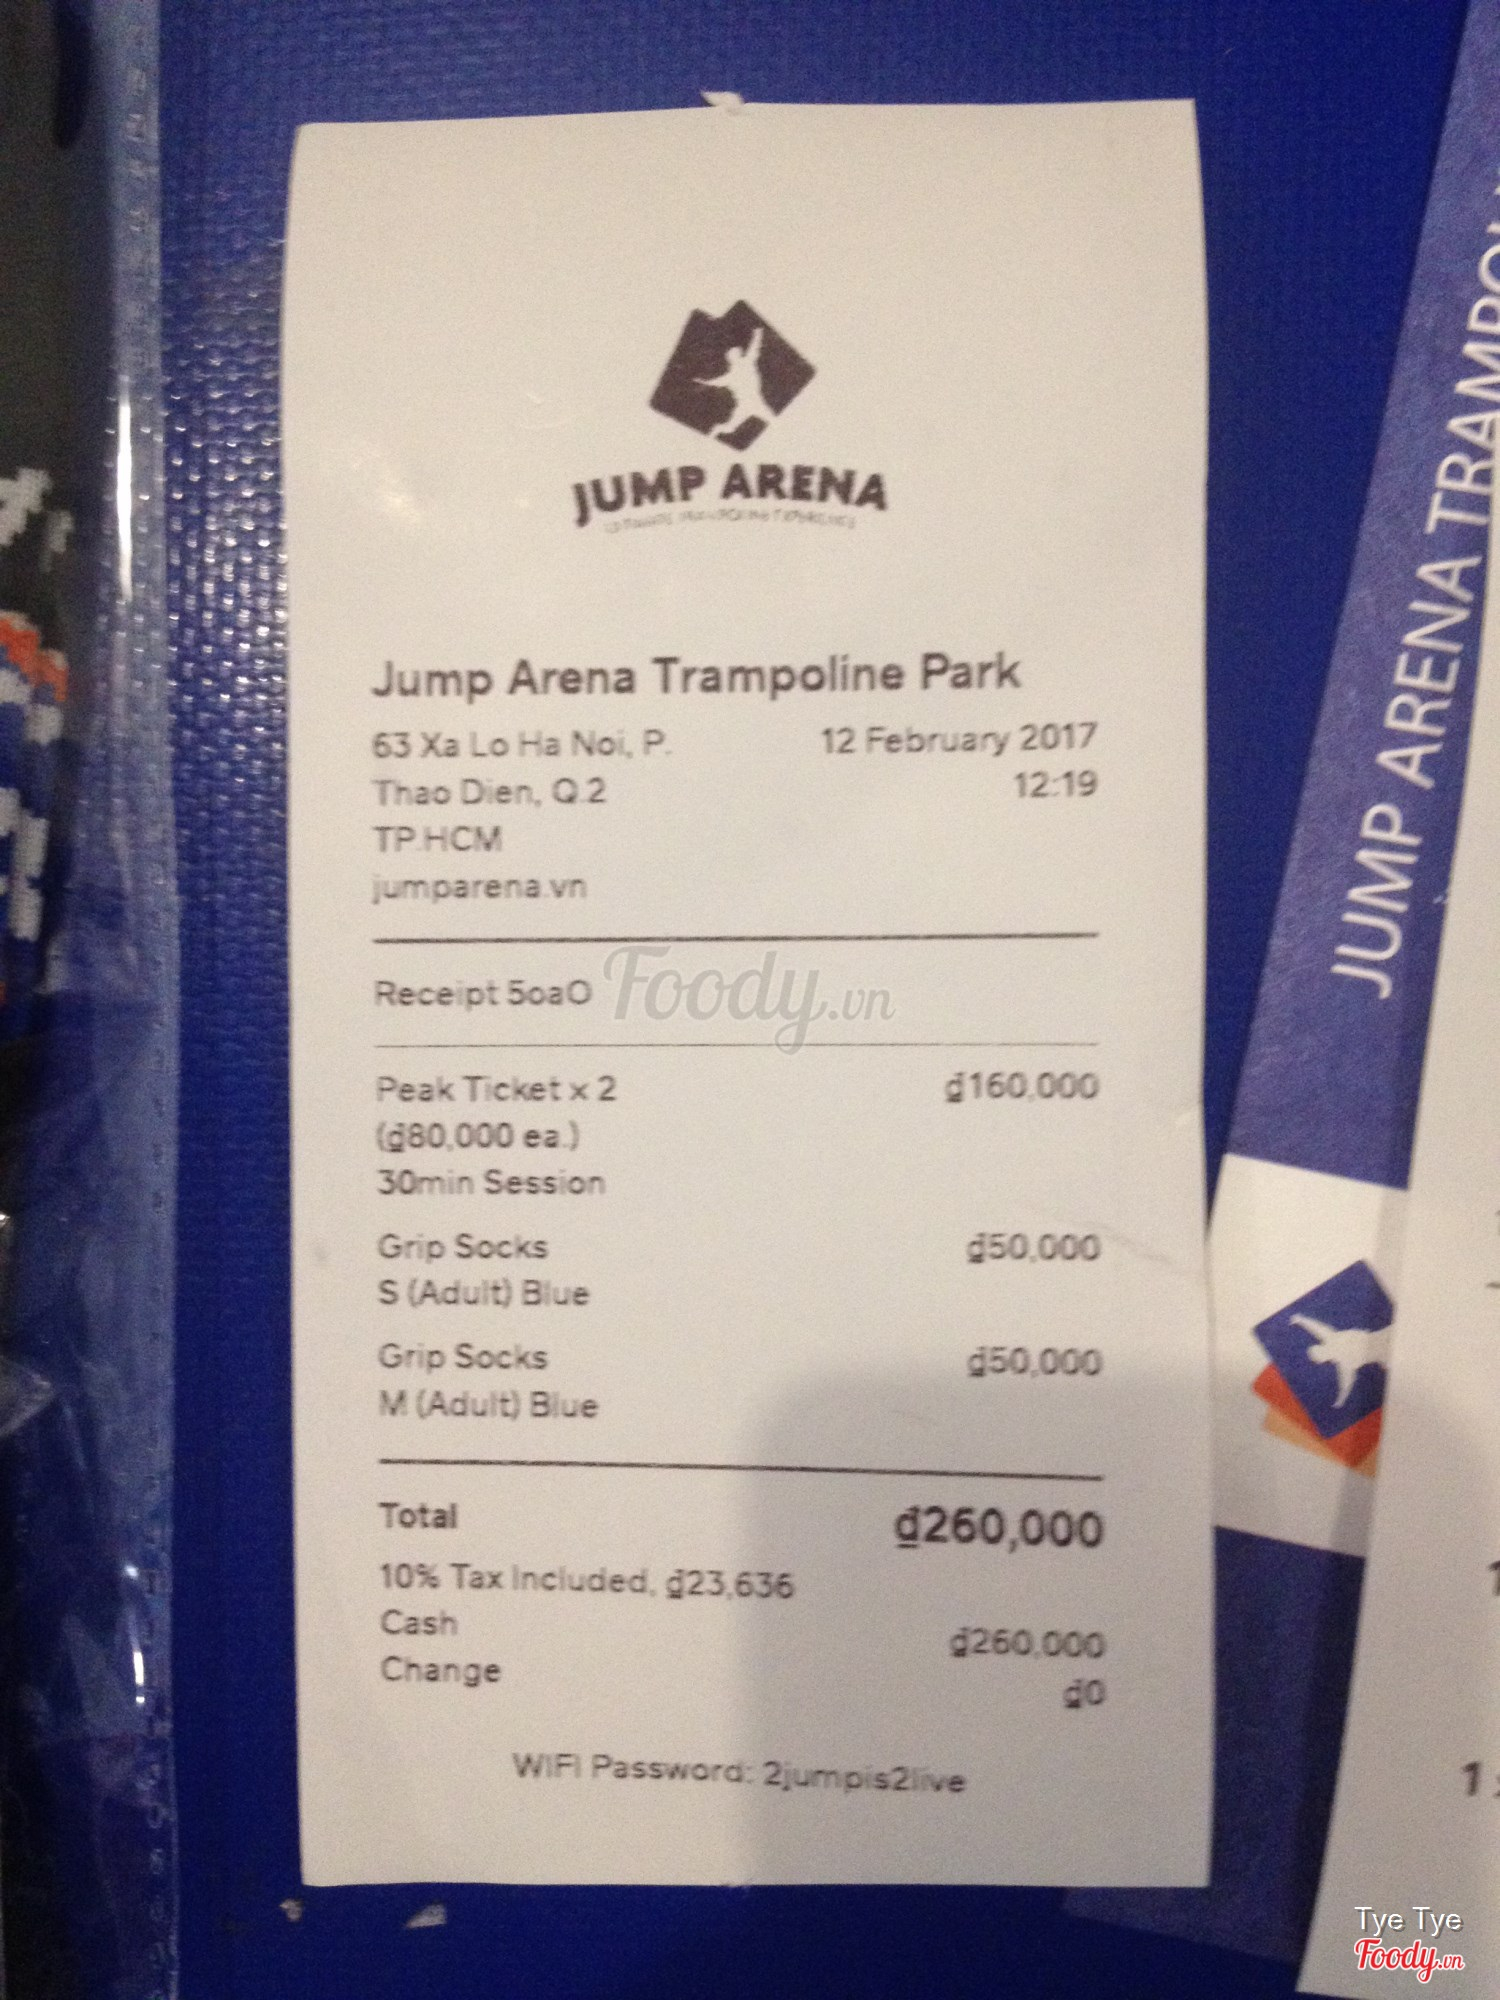 JUMP ARENA
Jump Arena Trampoline Park
63 Xa Lo Ha Noi, P. 12 February 2017
Thao Dien, Q.2 12:19
TP.HCM
jumparena.vn
Receipt 5oaO
Foody.vn
Peak Ticket x 2 ₫160,000
(₫80,000 ea.)
30min Session
Grip Socks ₫50,000
S (Adult) Blue
Grip Socks ₫50,000
M (Adult) Blue
Total ₫260,000
10% Tax Included, ₫23,636
Cash ₫260,000
Change ₫0
WIFI Password: 2jumpis2live
JUMP ARENA
Tye Tye
Foody.vn